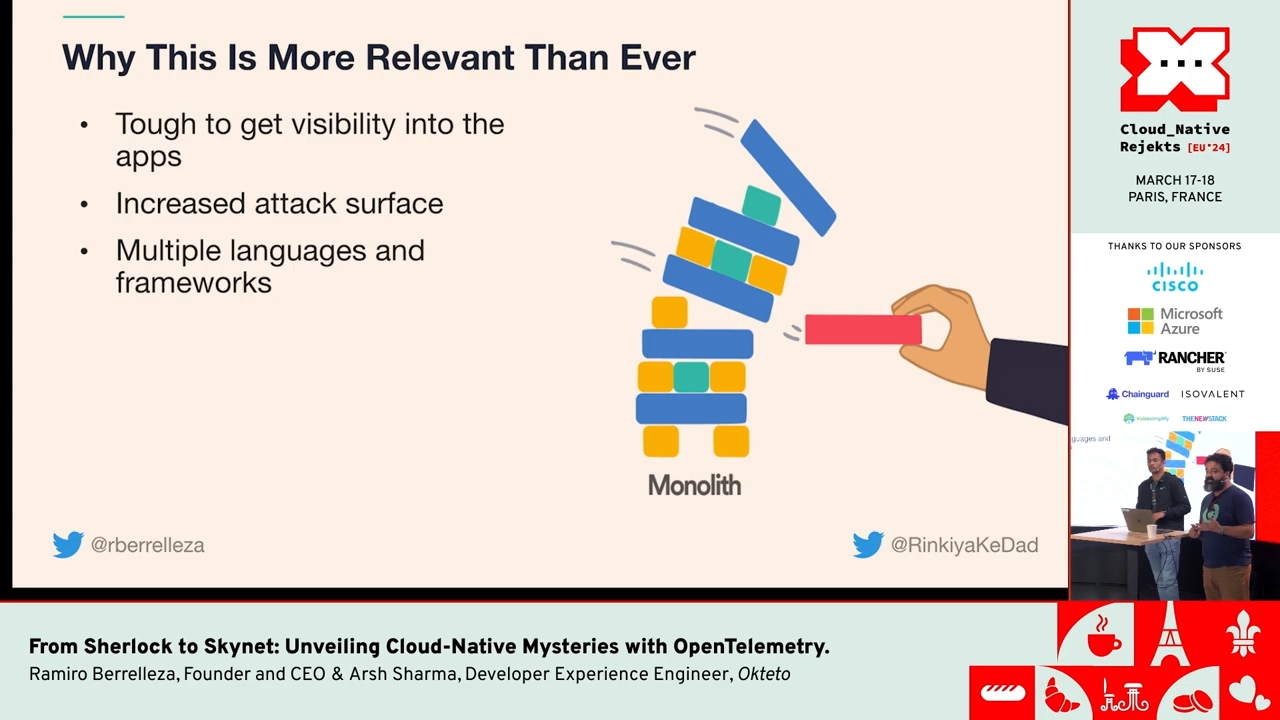 Why This Is More Relevant Than Ever
• Tough to get visibility into the
apps
• Increased attack surface
• Multiple languages and
frameworks
Monolith
@rberrelleza
@RinkiyaKeDad
Cloud_Native
Rejekts [EU*24]
MARCH 17-18
PARIS, FRANCE
THANKS TO OUR SPONSORS
CISCO
Microsoft
Azure
RANCHER
BY SUSE
Chainguard
ISOVALENT
kubesimplify
THENEWSTACK
guages and
From Sherlock to Skynet: Unveiling Cloud-Native Mysteries with OpenTelemetry.
Ramiro Berrelleza, Founder and CEO & Arsh Sharma, Developer Experience Engineer, Okteto